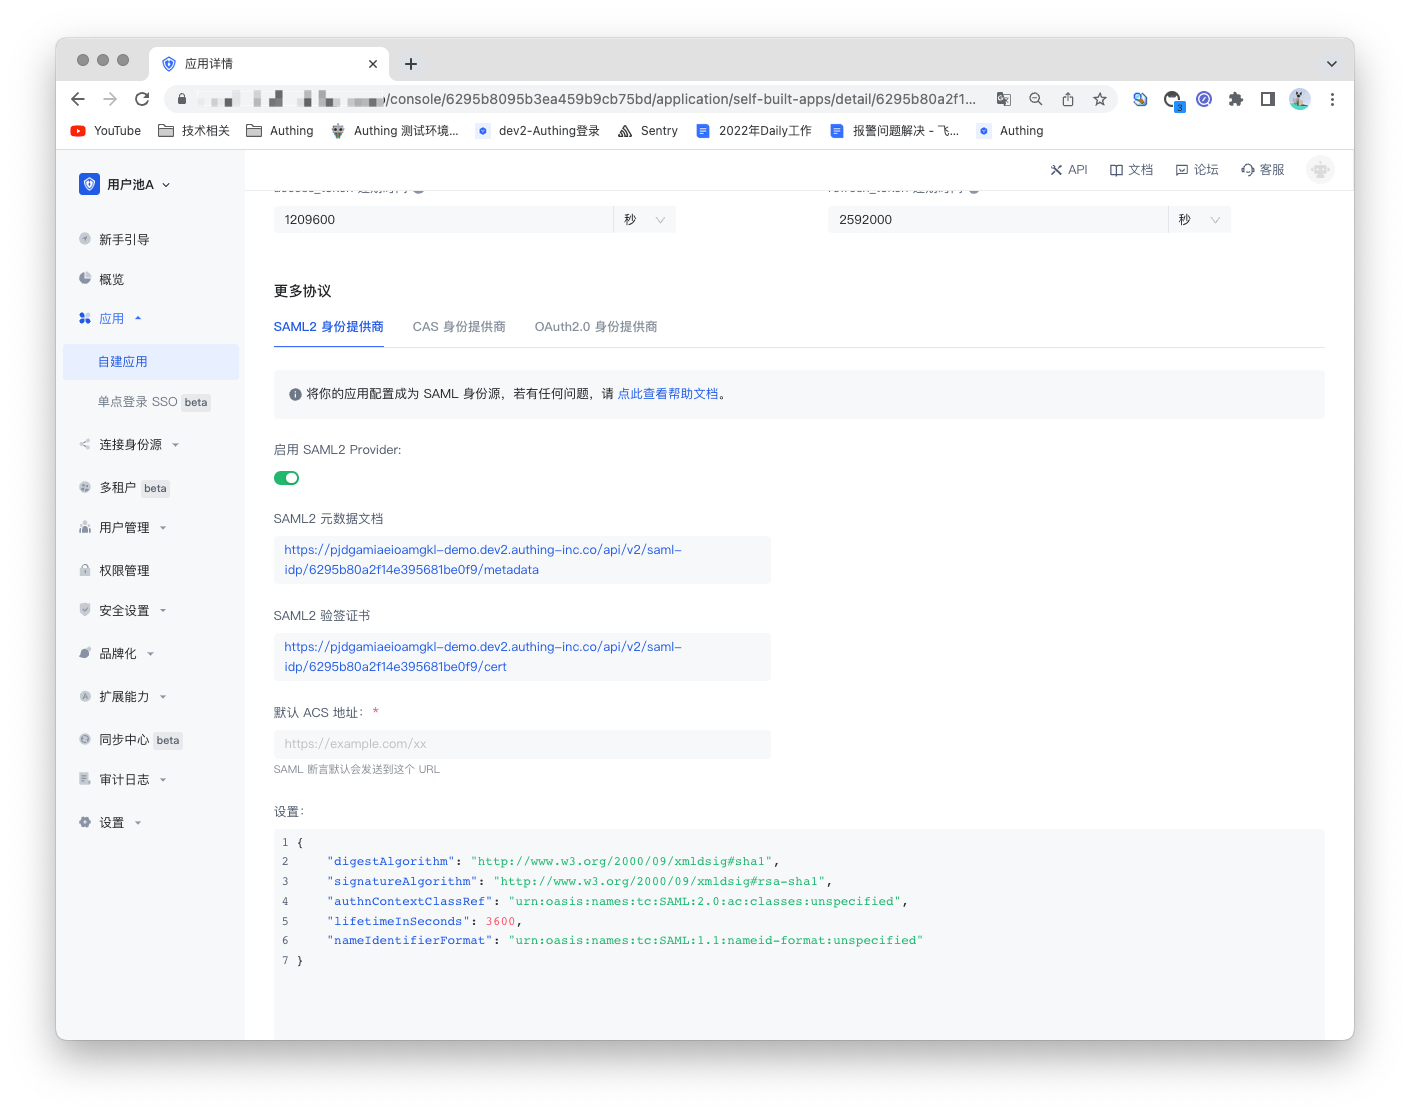 应用详情
/console/6295b8095b3ea459b9cb75bd/application/self-built-apps/detail/6295b80a2f1...
3
YouTube
技术相关
Authing
Authing 测试环境...
dev2-Authing登录
Sentry
2022年Daily工作
报警问题解决 - 飞...
Authing
用户池A
API
文档
论坛
客服
新手引导
概览
应用
自建应用
单点登录 SSO beta
连接身份源
多租户 beta
用户管理
权限管理
安全设置
品牌化
扩展能力
同步中心 beta
审计日志
设置
access_token 过期时间
refresh_token 过期时间
1209600 秒
2592000 秒
更多协议
SAML2 身份提供商
CAS 身份提供商
OAuth2.0 身份提供商
将你的应用配置成为 SAML 身份源，若有任何问题，请 点此查看帮助文档。
启用 SAML2 Provider:
SAML2 元数据文档
https://pjdgamiaeioamgkl-demo.dev2.authing-inc.co/api/v2/saml-
idp/6295b80a2f14e395681be0f9/metadata
SAML2 验签证书
https://pjdgamiaeioamgkl-demo.dev2.authing-inc.co/api/v2/saml-
idp/6295b80a2f14e395681be0f9/cert
默认 ACS 地址： *
https://example.com/xx
SAML 断言默认会发送到这个 URL
设置：
1 {
2 "digestAlgorithm": "http://www.w3.org/2000/09/xmldsig#sha1",
3 "signatureAlgorithm": "http://www.w3.org/2000/09/xmldsig#rsa-sha1",
4 "authnContextClassRef": "urn:oasis:names:tc:SAML:2.0:ac:classes:unspecified",
5 "lifetimeInSeconds": 3600,
6 "nameIdentifierFormat": "urn:oasis:names:tc:SAML:1.1:nameid-format:unspecified"
7 }